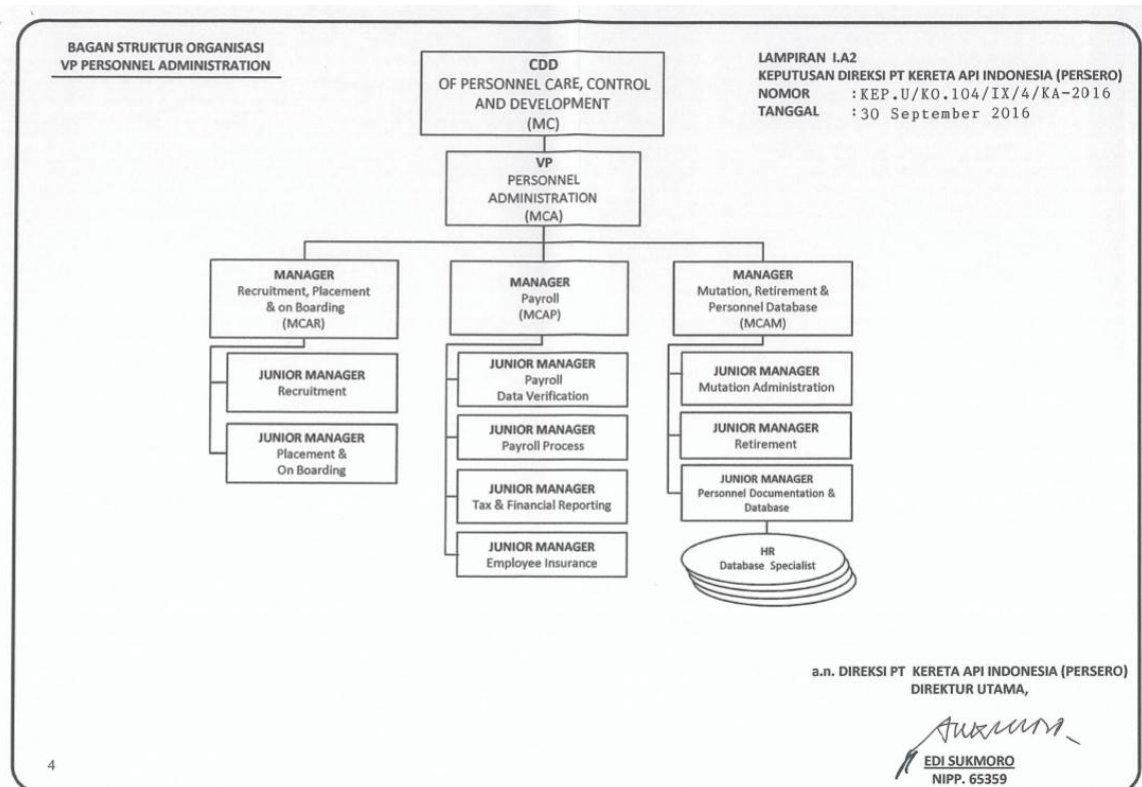 BAGAN STRUKTUR ORGANISASI
VP PERSONNEL ADMINISTRATION
LAMPIRAN I.A2
KEPUTUSAN DIREKSI PT KERETA API INDONESIA (PERSERO)
NOMOR : KEP.U/KO.104/IX/4/KA-2016
TANGGAL : 30 September 2016
CDD
OF PERSONNEL CARE, CONTROL
AND DEVELOPMENT
(MC)
VP
PERSONNEL
ADMINISTRATION
(MCA)
MANAGER
Recruitment, Placement
& on Boarding
(MCAR)
JUNIOR MANAGER
Recruitment
JUNIOR MANAGER
Placement &
On Boarding
MANAGER
Payroll
(MCAP)
JUNIOR MANAGER
Payroll
Data Verification
JUNIOR MANAGER
Payroll Process
JUNIOR MANAGER
Tax & Financial Reporting
JUNIOR MANAGER
Employee Insurance
MANAGER
Mutation, Retirement &
Personnel Database
(MCAM)
JUNIOR MANAGER
Mutation Administration
JUNIOR MANAGER
Retirement
JUNIOR MANAGER
Personnel Documentation &
Database
HR
Database Specialist
a.n. DIREKSI PT KERETA API INDONESIA (PERSERO)
DIREKTUR UTAMA,
EDI SUKMORO
NIPP. 65359
4